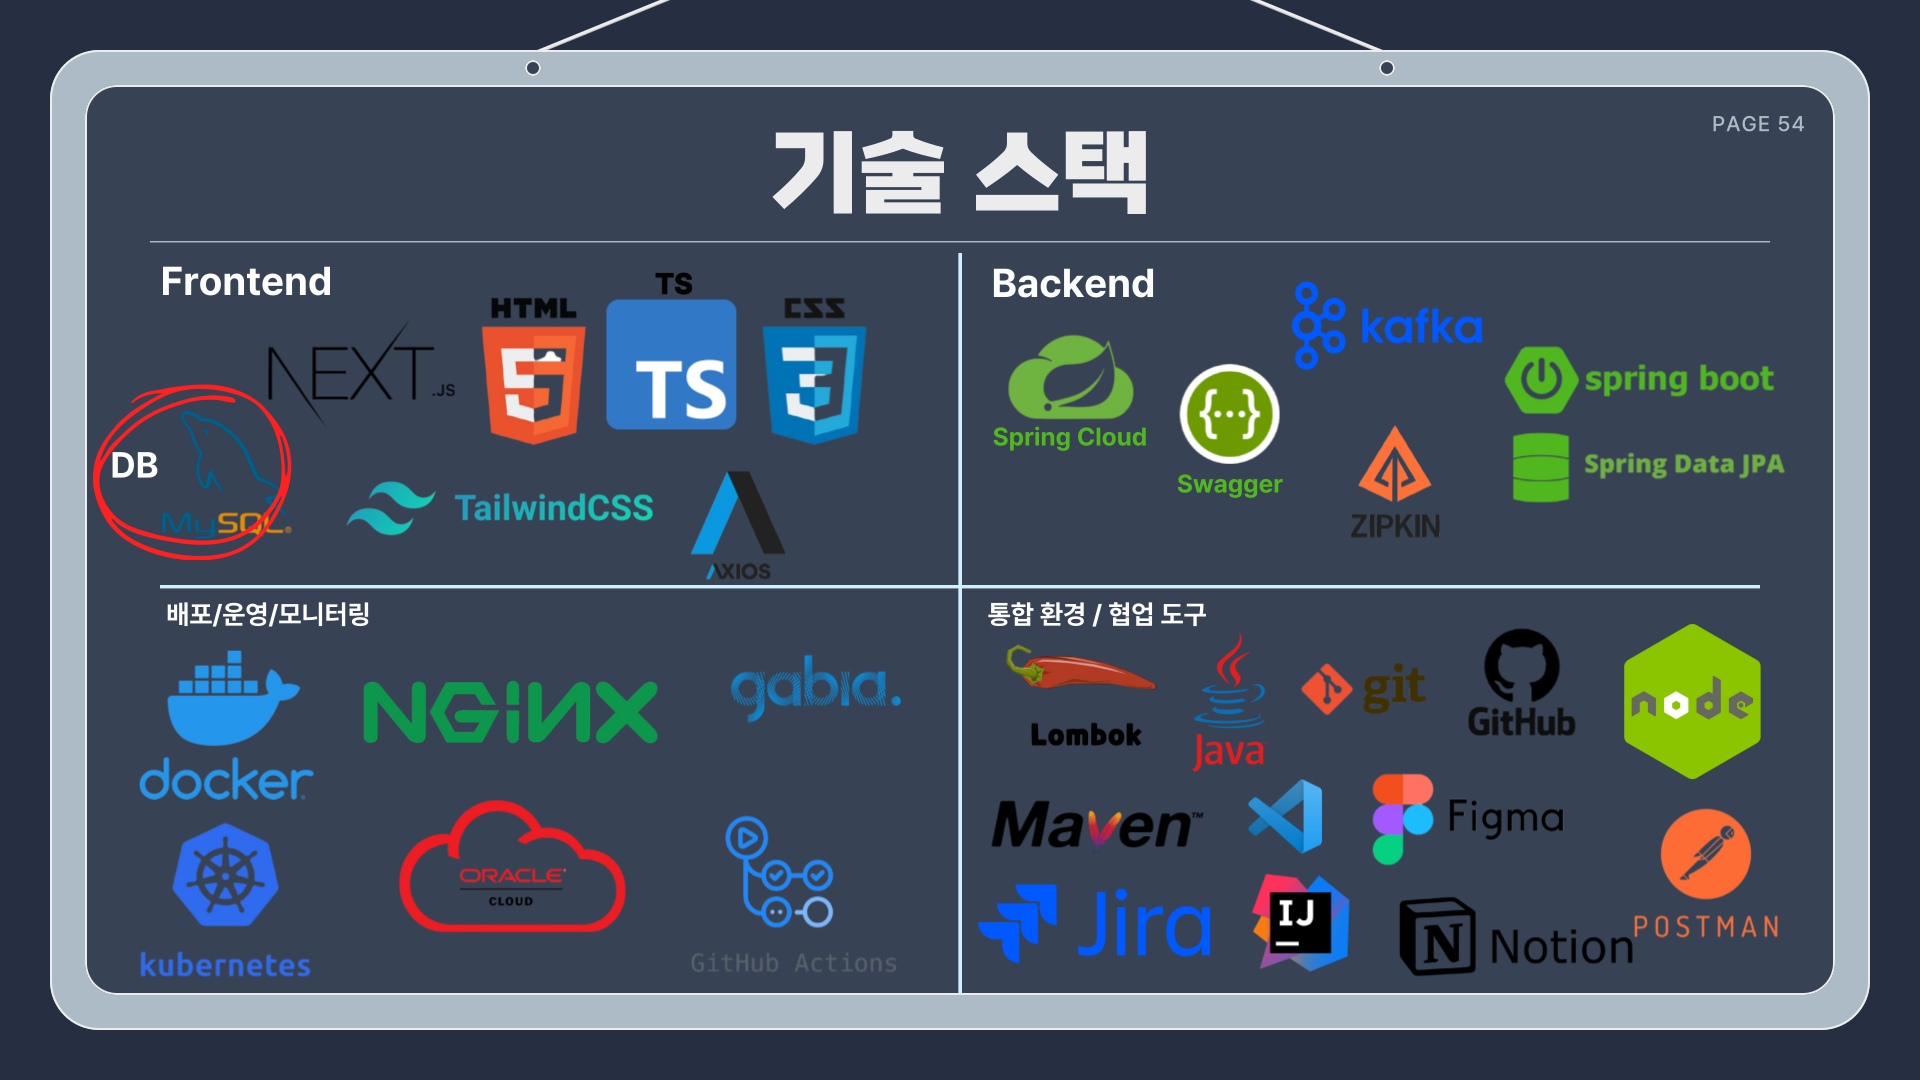 PAGE 54
기술 스택
Frontend
NEXT.JS
HTML
5
TS
TS
CSS
3
DB
MySQL®
TailwindCSS
AXIOS
Backend
Spring Cloud
{···}
Swagger
kafka
ZIPKIN
spring boot
Spring Data JPA
배포/운영/모니터링
docker
NGiNX
gabia.
kubernetes
ORACLE
CLOUD
GitHub Actions
통합 환경 / 협업 도구
Lombok
Java
git
GitHub
node
Maven™
Figma
POSTMAN
Jira
IJ
N
Notion